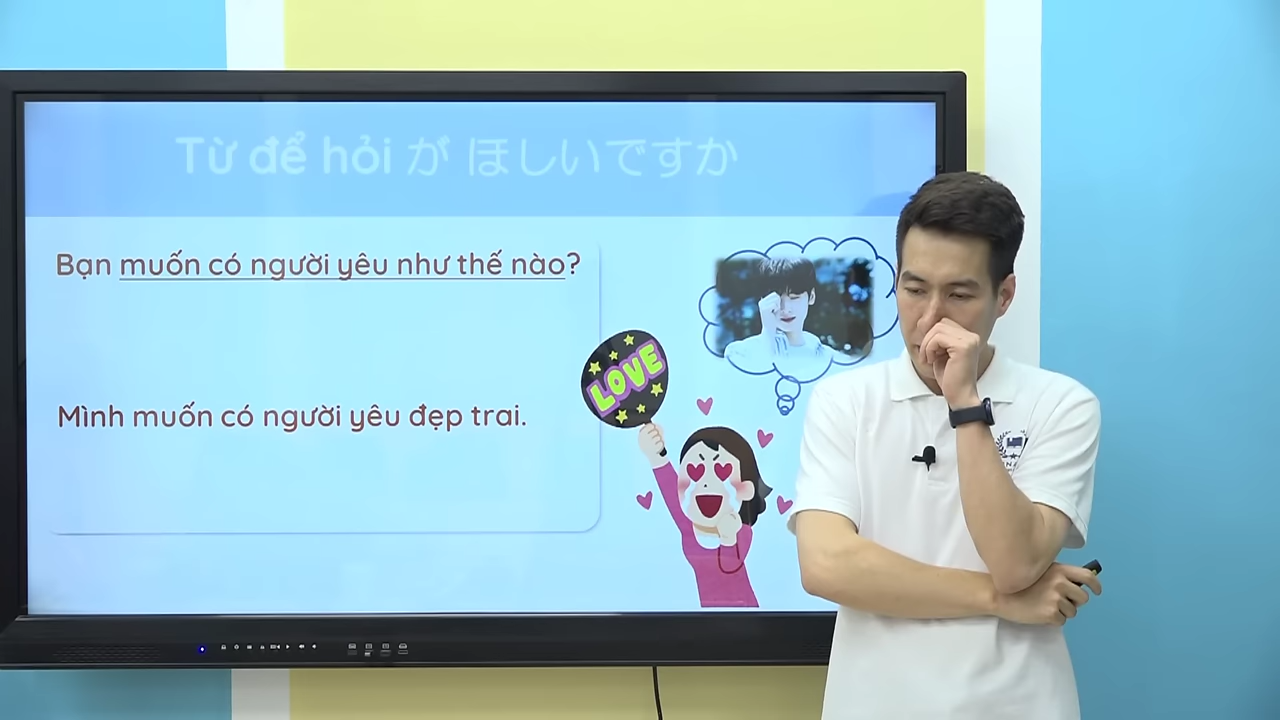 Từ để hỏi が ほしいですか
Bạn muốn có người yêu như thế nào?
LOVE
Mình muốn có người yêu đẹp trai.